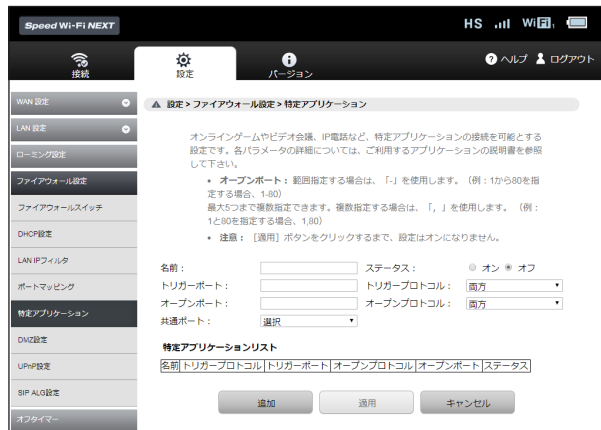 Speed Wi-Fi NEXT
HS WiFi
接続
設定
バージョン
ヘルプ ログアウト
WAN 設定
設定 > ファイアウォール設定 > 特定アプリケーション
LAN 設定
ローミング設定
ファイアウォール設定
ファイアウォールスイッチ
DHCP設定
LAN IPフィルタ
ポートマッピング
特定アプリケーション
DMZ設定
UPnP設定
SIP ALG設定
オフタイマー
オンラインゲームやビデオ会議、IP電話など、特定アプリケーションの接続を可能とする
設定です。各パラメータの詳細については、ご利用するアプリケーションの説明書を参照
して下さい。
• オープンポート：範囲指定する場合は、「-」を使用します。（例：1から80を指
定する場合、1-80）
最大5つまで複数指定できます。複数指定する場合は、「，」を使用します。（例：
1と80を指定する場合、1,80）
• 注意：［適用］ボタンをクリックするまで、設定はオンになりません。
名前： ステータス： オン オフ
トリガーポート： トリガープロトコル： 両方
オープンポート： オープンプロトコル： 両方
共通ポート： 選択
特定アプリケーションリスト
名前 トリガープロトコル トリガーポート オープンプロトコル オープンポート ステータス
追加 適用 キャンセル